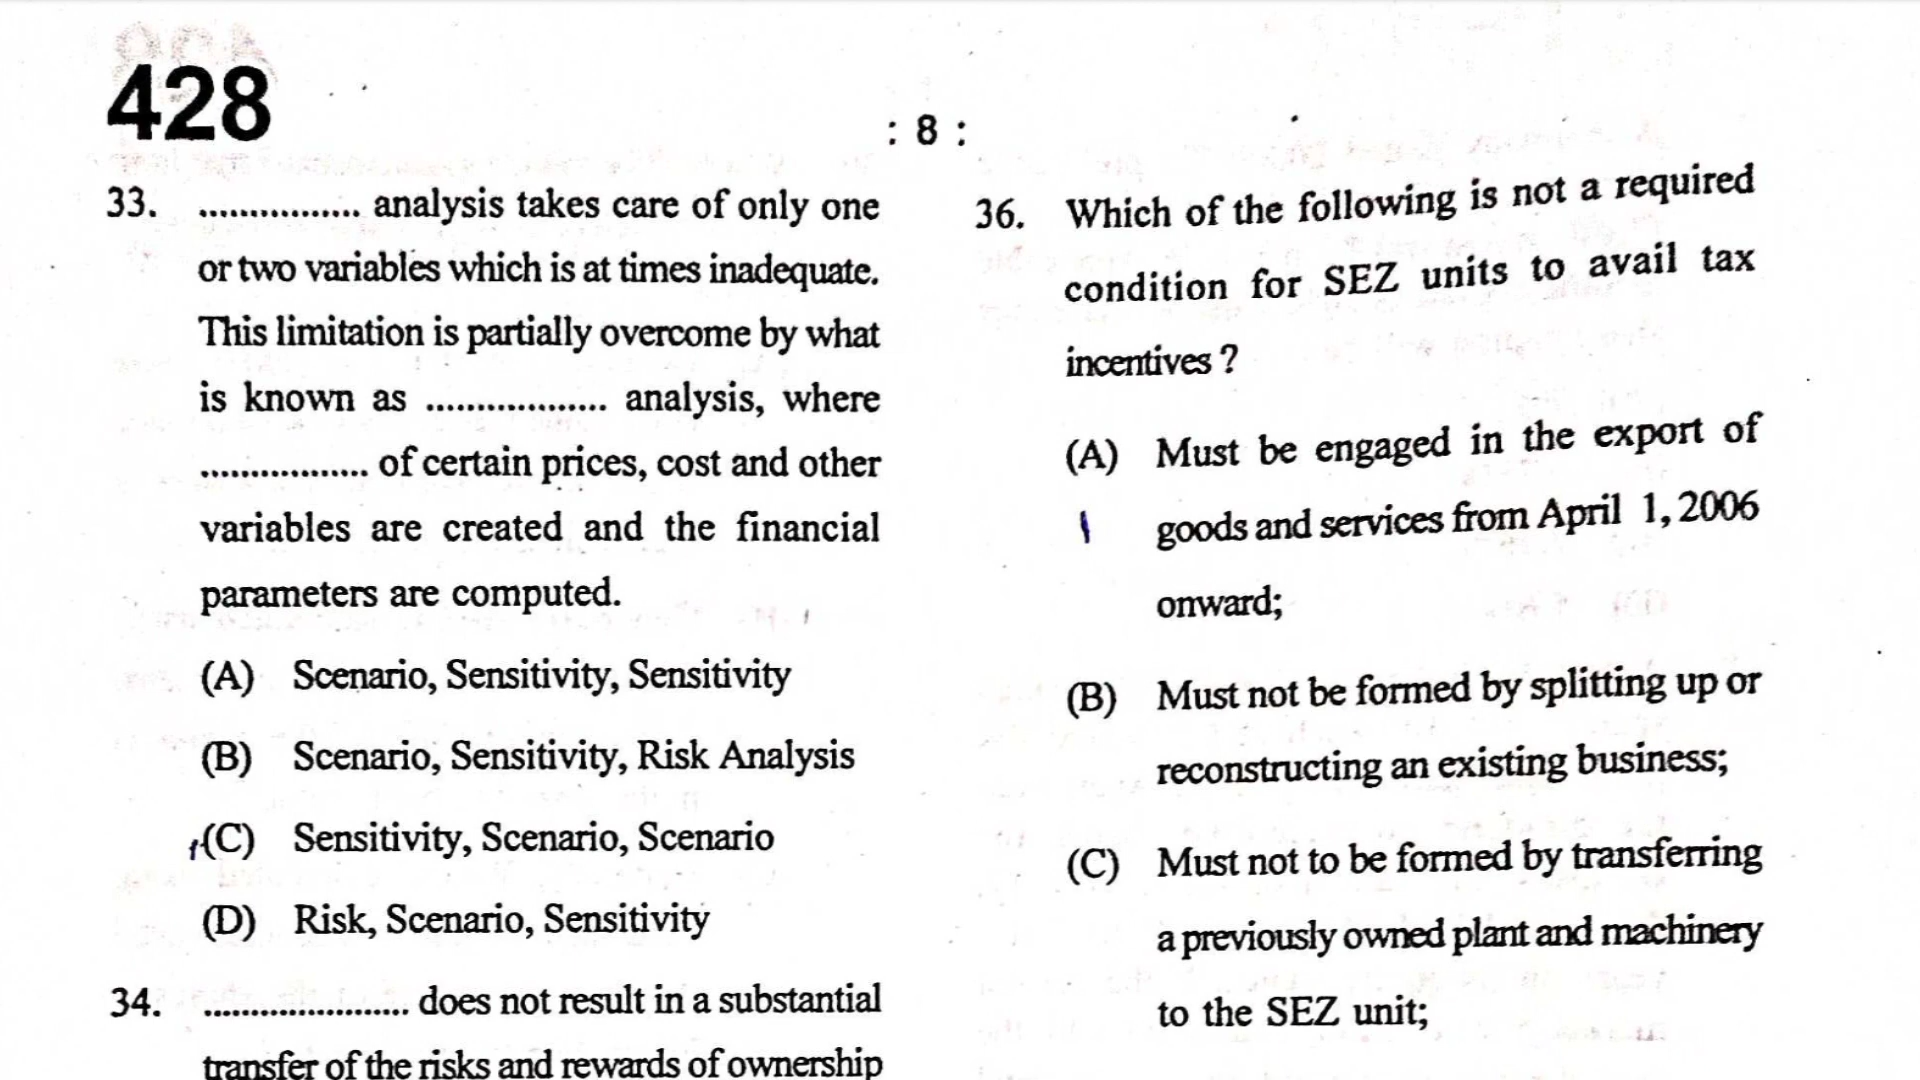 428
: 8 :
33. ................ analysis takes care of only one
or two variables which is at times inadequate.
This limitation is partially overcome by what
is known as .................. analysis, where
................. of certain prices, cost and other
variables are created and the financial
parameters are computed.
(A) Scenario, Sensitivity, Sensitivity
(B) Scenario, Sensitivity, Risk Analysis
(C) Sensitivity, Scenario, Scenario
(D) Risk, Scenario, Sensitivity
34. ...................... does not result in a substantial
transfer of the risks and rewards of ownership
36. Which of the following is not a required
condition for SEZ units to avail tax
incentives ?
(A) Must be engaged in the export of
goods and services from April 1, 2006
onward;
(B) Must not be formed by splitting up or
reconstructing an existing business;
(C) Must not to be formed by transferring
a previously owned plant and machinery
to the SEZ unit;